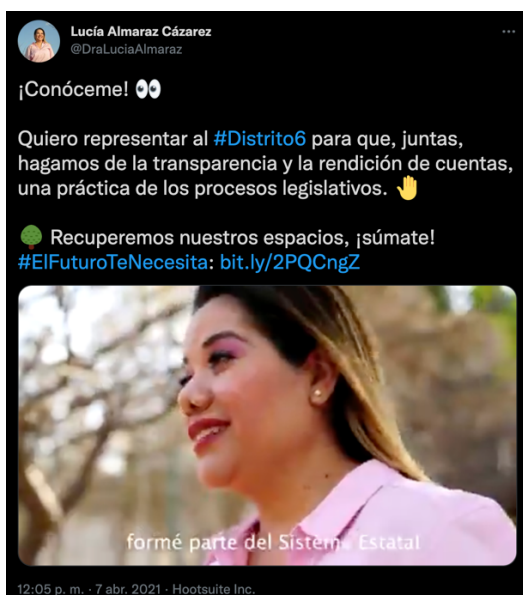 Lucía Almaraz Cázarez
@DraLuciaAlmaraz
¡Conóceme! 👀
Quiero representar al #Distrito6 para que, juntas,
hagamos de la transparencia y la rendición de cuentas,
una práctica de los procesos legislativos. 🤚
🌳 Recuperemos nuestros espacios, ¡súmate!
#ElFuturoTeNecesita: bit.ly/2PQCngZ
formé parte del Sistema Estatal
12:05 p. m. · 7 abr. 2021 · Hootsuite Inc.